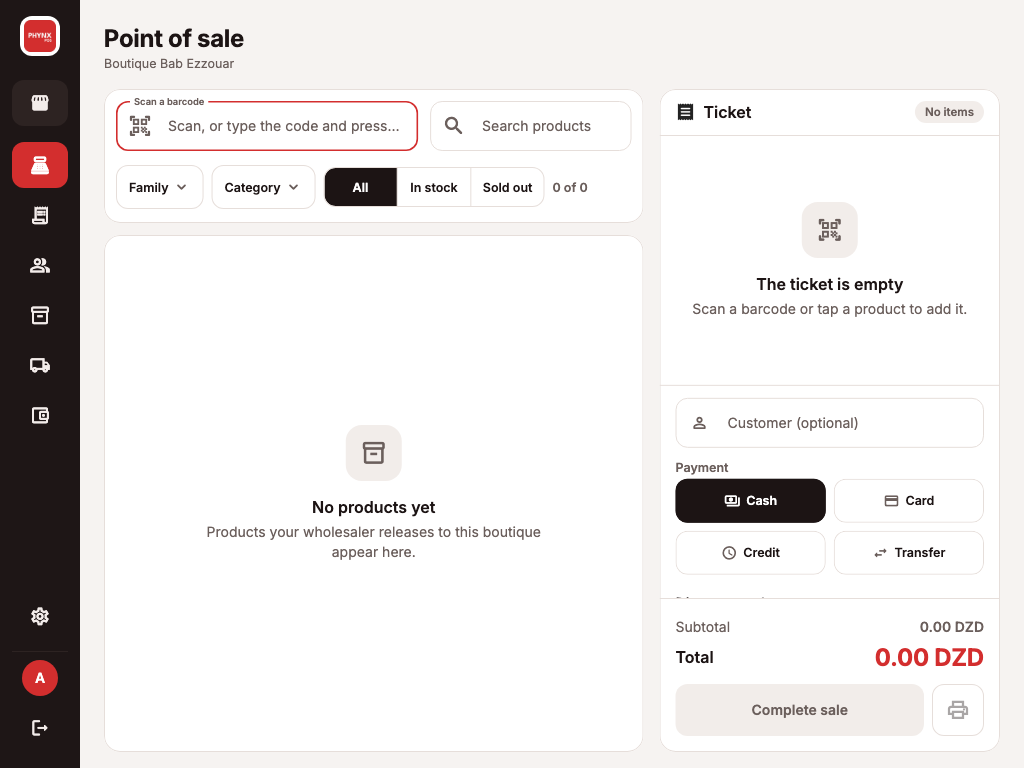 PHYNX
Point of sale
Boutique Bab Ezzouar
Scan a barcode
Scan, or type the code and press...
Search products
Family
Category
All
In stock
Sold out
0 of 0
No products yet
Products your wholesaler releases to this boutique
appear here.
Ticket
No items
The ticket is empty
Scan a barcode or tap a product to add it.
Customer (optional)
Payment
Cash
Card
Credit
Transfer
Subtotal
0.00 DZD
Total
0.00 DZD
Complete sale
A